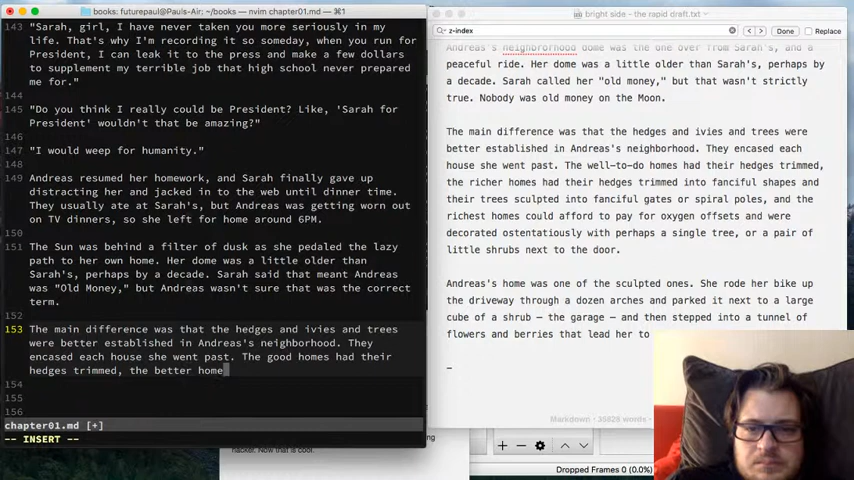 books: futurepaul@Pauls-Air: ~/books — nvim chapter01.md — ⌘1
143 "Sarah, girl, I have never taken you more seriously in my
life. That's why I'm recording it so someday, when you run for
President, I can leak it to the press and make a few dollars
to supplement my terrible job that high school never prepared
me for."
144
145 "Do you think I really could be President? Like, 'Sarah for
President' wouldn't that be amazing?"
146
147 "I would weep for humanity."
148
149 Andreas resumed her homework, and Sarah finally gave up
distracting her and jacked in to the web until dinner time.
They usually ate at Sarah's, but Andreas was getting worn out
on TV dinners, so she left for home around 6PM.
150
151 The Sun was behind a filter of dusk as she pedaled the lazy
path to her own home. Her dome was a little older than
Sarah's, perhaps by a decade. Sarah said that meant Andreas
was "Old Money," but Andreas wasn't sure that was the correct
term.
152
153 The main difference was that the hedges and ivies and trees
were better established in Andreas's neighborhood. They
encased each house she went past. The good homes had their
hedges trimmed, the better home
154
155
156
chapter01.md [+]
-- INSERT --
bright side — the rapid draft.txt
z-index
Done
Replace
Andreas's neighborhood dome was the one over from Sarah's, and a
peaceful ride. Her dome was a little older than Sarah's, perhaps by
a decade. Sarah called her "old money," but that wasn't strictly
true. Nobody was old money on the Moon.
The main difference was that the hedges and ivies and trees were
better established in Andreas's neighborhood. They encased every
house she went past. The well-to-do homes had their hedges trimmed,
the richer homes had their hedges trimmed into fanciful shapes and
their trees sculpted into fanciful gates or spiral poles, and the
richest homes could afford to pay for oxygen offsets and were
decorated ostentatiously with perhaps a single tree, or a pair of
little shrubs next to the door.
Andreas's home was one of the sculpted ones. She rode her bike up
the driveway through a dozen arches and parked it next to a large
cube of a shrub — the garage — and then stepped into a tunnel of
flowers and berries that lead her to
—
Markdown
35828 words
hacker. Now that is cool.
Dropped Frames 0 (0.0%)